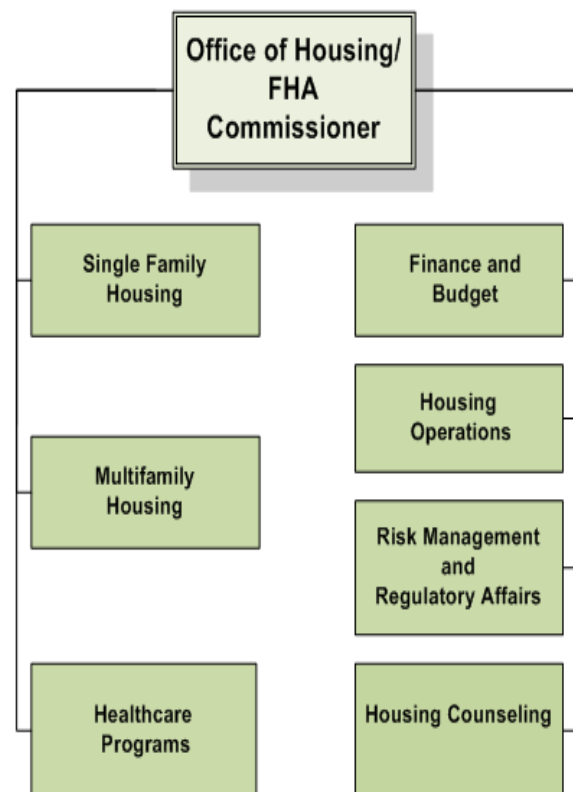 Office of Housing/
FHA
Commissioner
Single Family
Housing
Multifamily
Housing
Healthcare
Programs
Finance and
Budget
Housing
Operations
Risk Management
and
Regulatory Affairs
Housing Counseling